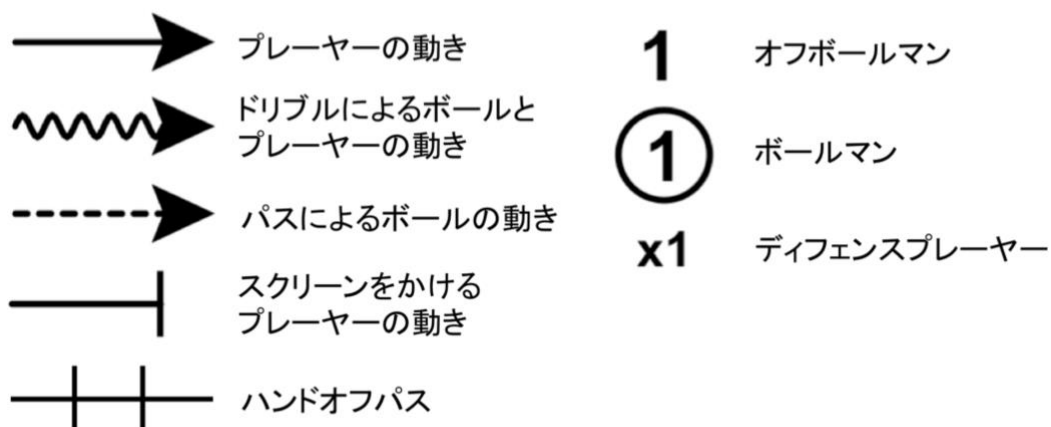 プレーヤーの動き
ドリブルによるボールと
プレーヤーの動き
パスによるボールの動き
スクリーンをかける
プレーヤーの動き
ハンドオフパス
1 オフボールマン
1 ボールマン
x1 ディフェンスプレーヤー